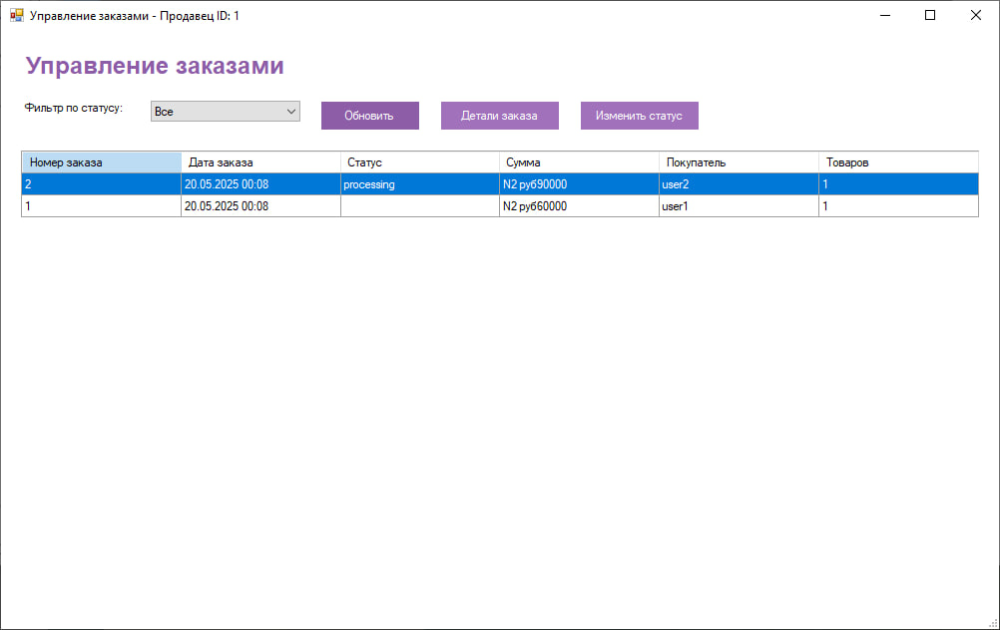 Управление заказами - Продавец ID: 1
Управление заказами
Фильтр по статусу: Все Обновить Детали заказа Изменить статус
Номер заказа Дата заказа Статус Сумма Покупатель Товаров
2 20.05.2025 00:08 processing N2 руб90000 user2 1
1 20.05.2025 00:08 N2 руб60000 user1 1